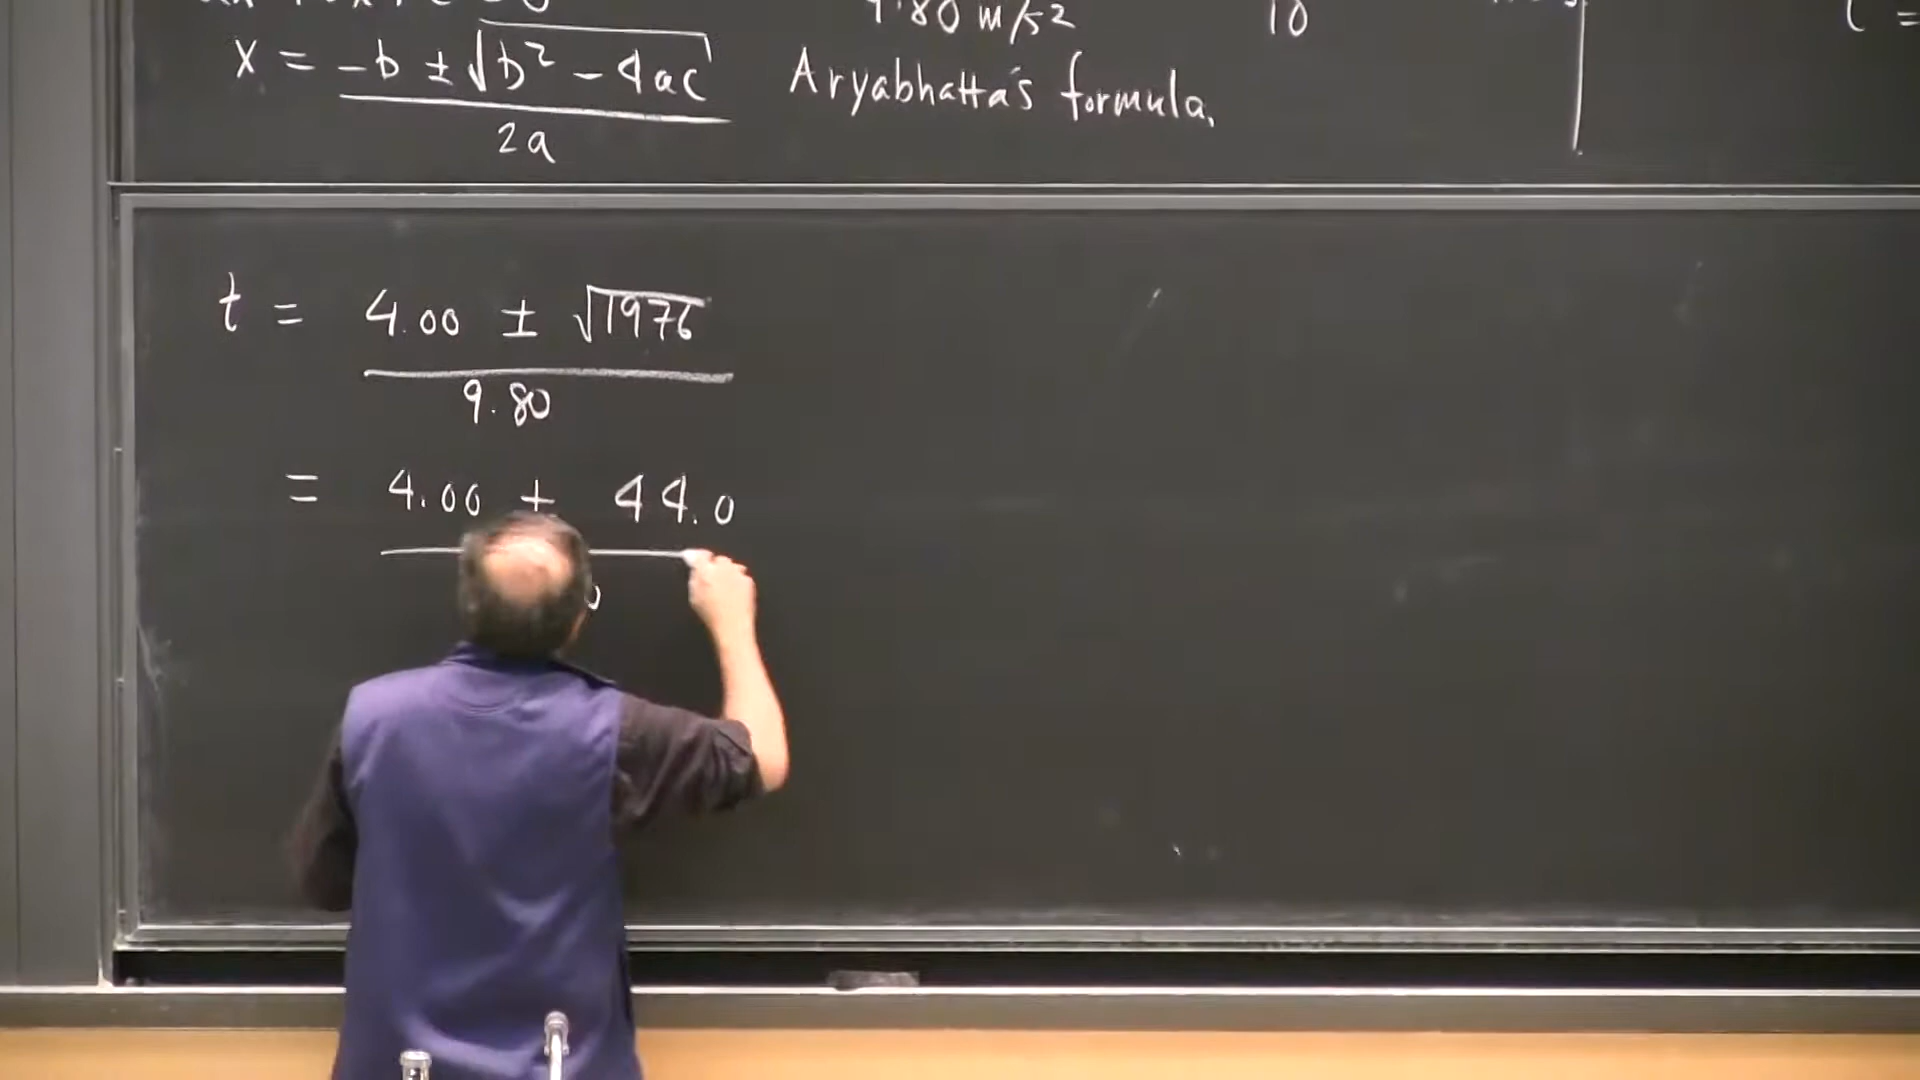 x = -b ± √b² - 4ac / 2a
9.80 m/s² 10
Aryabhatta's formula.
t =
t = 4.00 ± √1976 / 9.80
= 4.00 ± 44.0